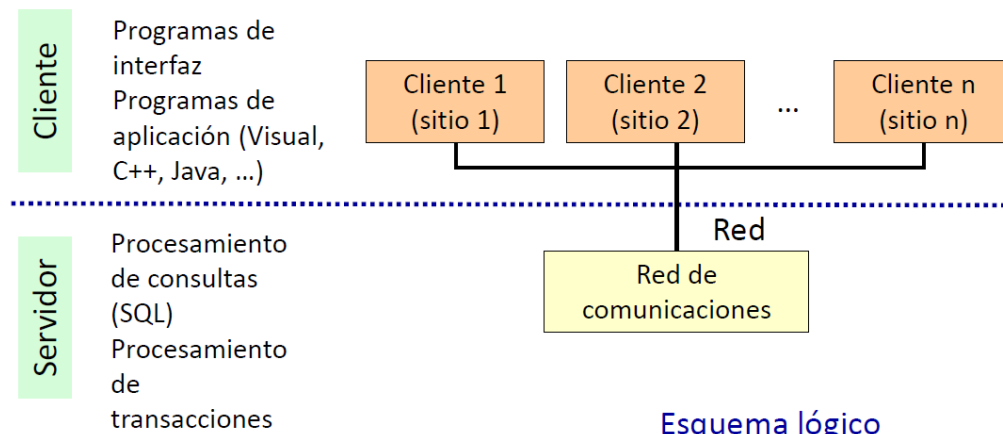 Cliente
Programas de
interfaz
Programas de
aplicación (Visual,
C++, Java, ...)
Cliente 1
(sitio 1)
Cliente 2
(sitio 2)
...
Cliente n
(sitio n)
Red
Red de
comunicaciones
Servidor
Procesamiento
de consultas
(SQL)
Procesamiento
de
transacciones
Esquema lógico